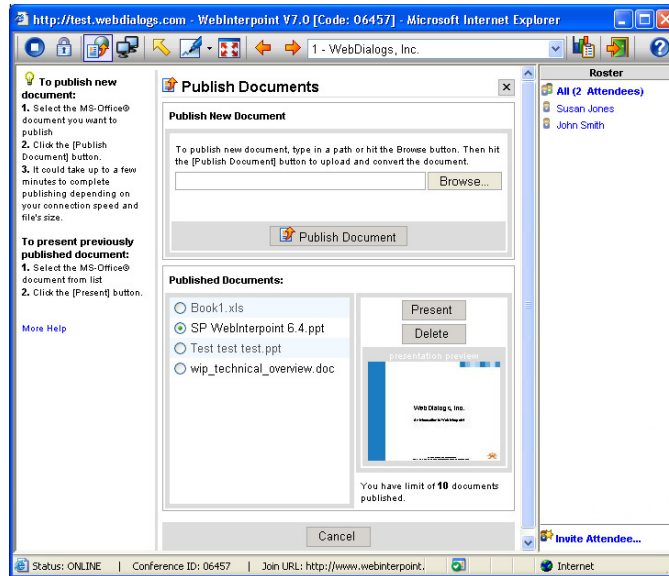 http://test.webdialogs.com - WebInterpoint V7.0 [Code: 06457] - Microsoft Internet Explorer
1 - WebDialogs, Inc.
To publish new
document:
1. Select the MS-Office®
document you want to
publish
2. Click the [Publish
Document] button.
3. It could take up to a few
minutes to complete
publishing depending on
your connection speed and
file's size.
To present previously
published document:
1. Select the MS-Office®
document from list
2. Click the [Present] button.
More Help
Publish Documents
Publish New Document
To publish new document, type in a path or hit the Browse button. Then hit
the [Publish Document] button to upload and convert the document.
Browse...
Publish Document
Published Documents:
Book1.xls
SP WebInterpoint 6.4.ppt
Test test test.ppt
wip_technical_overview.doc
Present
Delete
presentation preview
WebDialogs, Inc.
You have limit of 10 documents
published.
Cancel
Roster
All (2 Attendees)
Susan Jones
John Smith
Invite Attendee...
Status: ONLINE | Conference ID: 06457 | Join URL: http://www.webinterpoint.
Internet